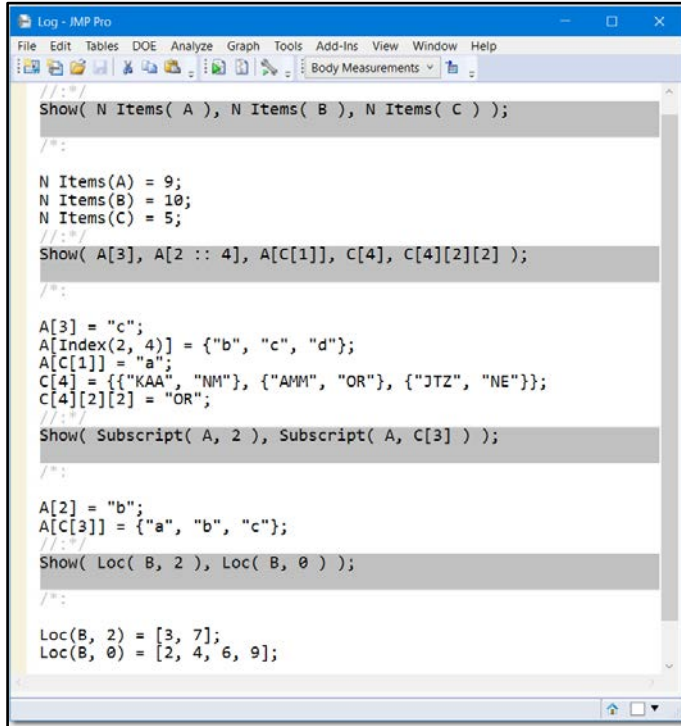 Log - JMP Pro
File Edit Tables DOE Analyze Graph Tools Add-Ins View Window Help
Body Measurements
//:*/
Show( N Items( A ), N Items( B ), N Items( C ) );
/*:
N Items(A) = 9;
N Items(B) = 10;
N Items(C) = 5;
//:*/
Show( A[3], A[2 :: 4], A[C[1]], C[4], C[4][2][2] );
/*:
A[3] = "c";
A[Index(2, 4)] = {"b", "c", "d"};
A[C[1]] = "a";
C[4] = {{"KAA", "NM"}, {"AMM", "OR"}, {"JTZ", "NE"}};
C[4][2][2] = "OR";
//:*/
Show( Subscript( A, 2 ), Subscript( A, C[3] ) );
/*:
A[2] = "b";
A[C[3]] = {"a", "b", "c"};
//:*/
Show( Loc( B, 2 ), Loc( B, 0 ) );
/*:
Loc(B, 2) = [3, 7];
Loc(B, 0) = [2, 4, 6, 9];